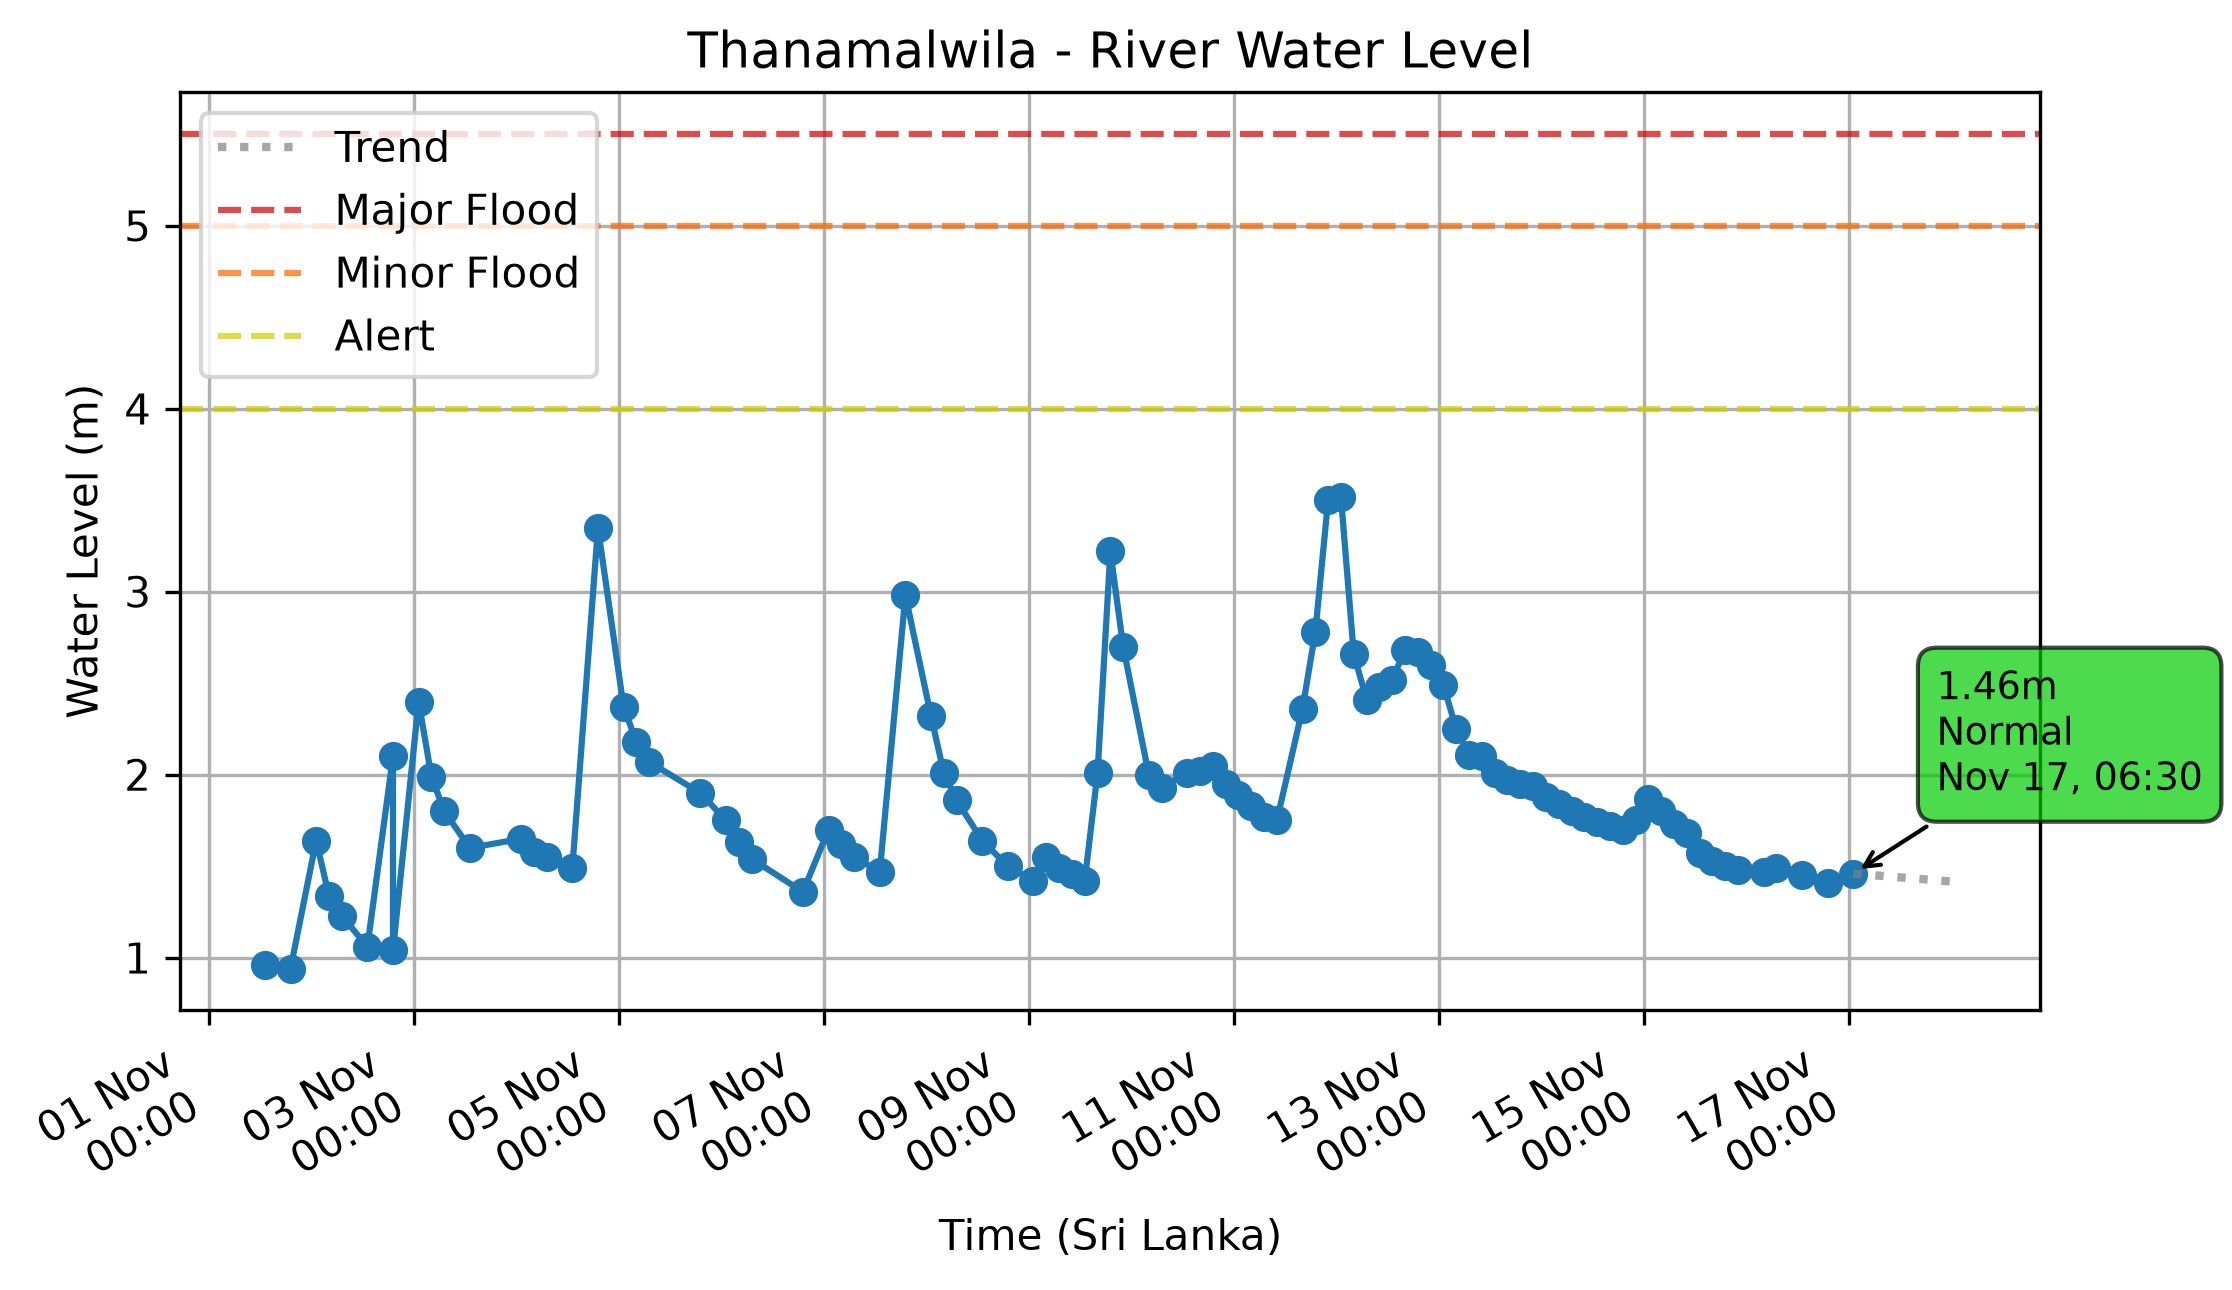 Thanamalwila - River Water Level
Trend
Major Flood
Minor Flood
Alert
5
4
3
2
1
Water Level (m)
1.46m
Normal
Nov 17, 06:30
01 Nov
00:00
03 Nov
00:00
05 Nov
00:00
07 Nov
00:00
09 Nov
00:00
11 Nov
00:00
13 Nov
00:00
15 Nov
00:00
17 Nov
00:00
Time (Sri Lanka)